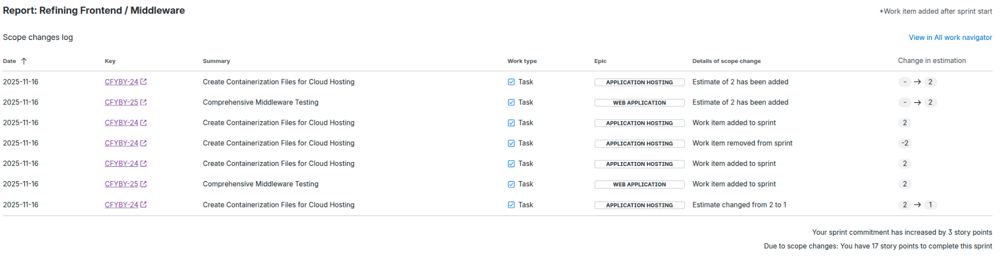 Report: Refining Frontend / Middleware
*Work item added after sprint start
Scope changes log
View in All work navigator
Date ↑ Key Summary Work type Epic Details of scope change Change in estimation
2025-11-16 CFYBY-24 Create Containerization Files for Cloud Hosting Task APPLICATION HOSTING Estimate of 2 has been added - → 2
2025-11-16 CFYBY-25 Comprehensive Middleware Testing Task WEB APPLICATION Estimate of 2 has been added - → 2
2025-11-16 CFYBY-24 Create Containerization Files for Cloud Hosting Task APPLICATION HOSTING Work item added to sprint 2
2025-11-16 CFYBY-24 Create Containerization Files for Cloud Hosting Task APPLICATION HOSTING Work item removed from sprint -2
2025-11-16 CFYBY-24 Create Containerization Files for Cloud Hosting Task APPLICATION HOSTING Work item added to sprint 2
2025-11-16 CFYBY-25 Comprehensive Middleware Testing Task WEB APPLICATION Work item added to sprint 2
2025-11-16 CFYBY-24 Create Containerization Files for Cloud Hosting Task APPLICATION HOSTING Estimate changed from 2 to 1 2 → 1
Your sprint commitment has increased by 3 story points
Due to scope changes: You have 17 story points to complete this sprint